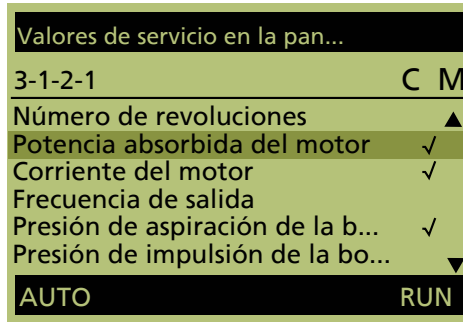 Valores de servicio en la pan...
3-1-2-1 C M
Número de revoluciones
Potencia absorbida del motor √
Corriente del motor √
Frecuencia de salida
Presión de aspiración de la b... √
Presión de impulsión de la bo...
AUTO RUN